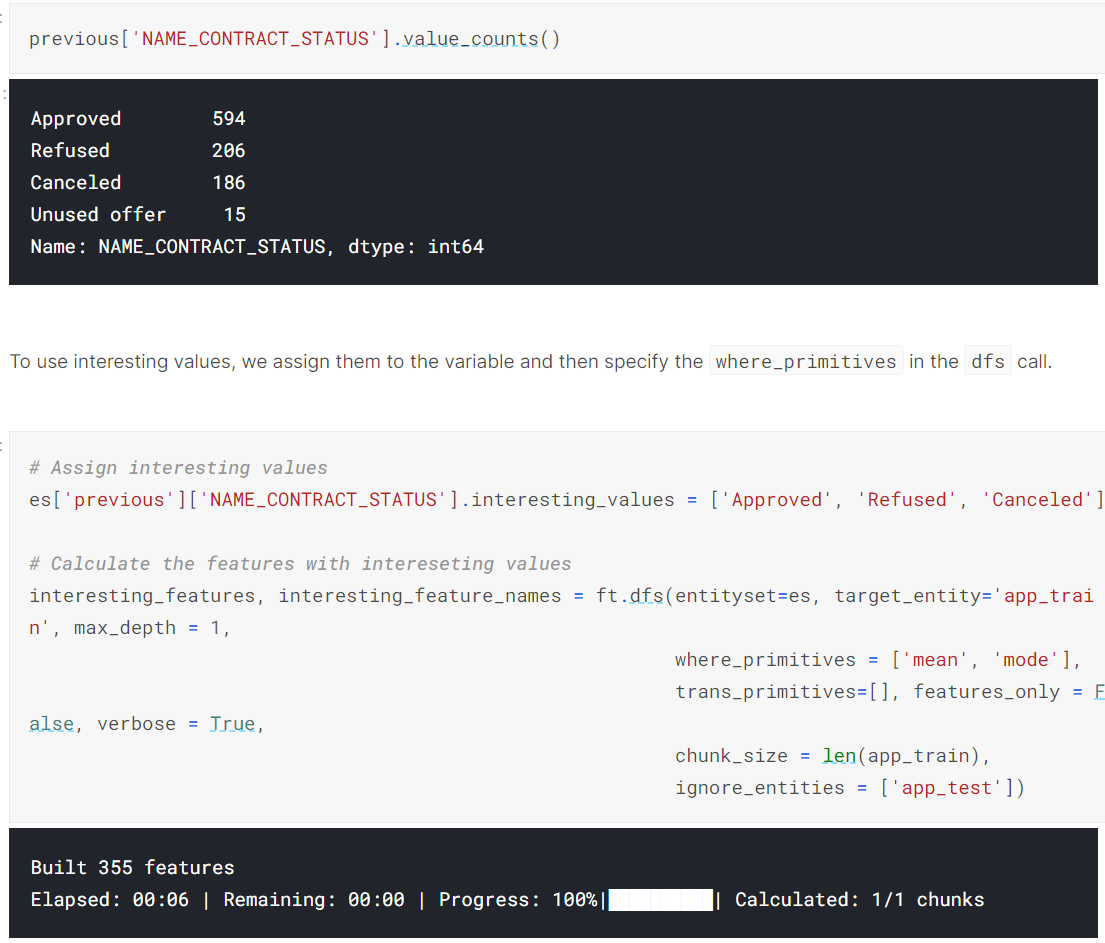 previous['NAME_CONTRACT_STATUS'].value_counts()
Approved        594
Refused         206
Canceled        186
Unused offer     15
Name: NAME_CONTRACT_STATUS, dtype: int64
To use interesting values, we assign them to the variable and then specify the where_primitives in the dfs call.
# Assign interesting values
es['previous']['NAME_CONTRACT_STATUS'].interesting_values = ['Approved', 'Refused', 'Canceled']
# Calculate the features with intereseting values
interesting_features, interesting_feature_names = ft.dfs(entityset=es, target_entity='app_trai
n', max_depth = 1,
where_primitives = ['mean', 'mode'],
trans_primitives=[], features_only = F
alse, verbose = True,
chunk_size = len(app_train),
ignore_entities = ['app_test'])
Built 355 features
Elapsed: 00:06 | Remaining: 00:00 | Progress: 100%|██████████| Calculated: 1/1 chunks